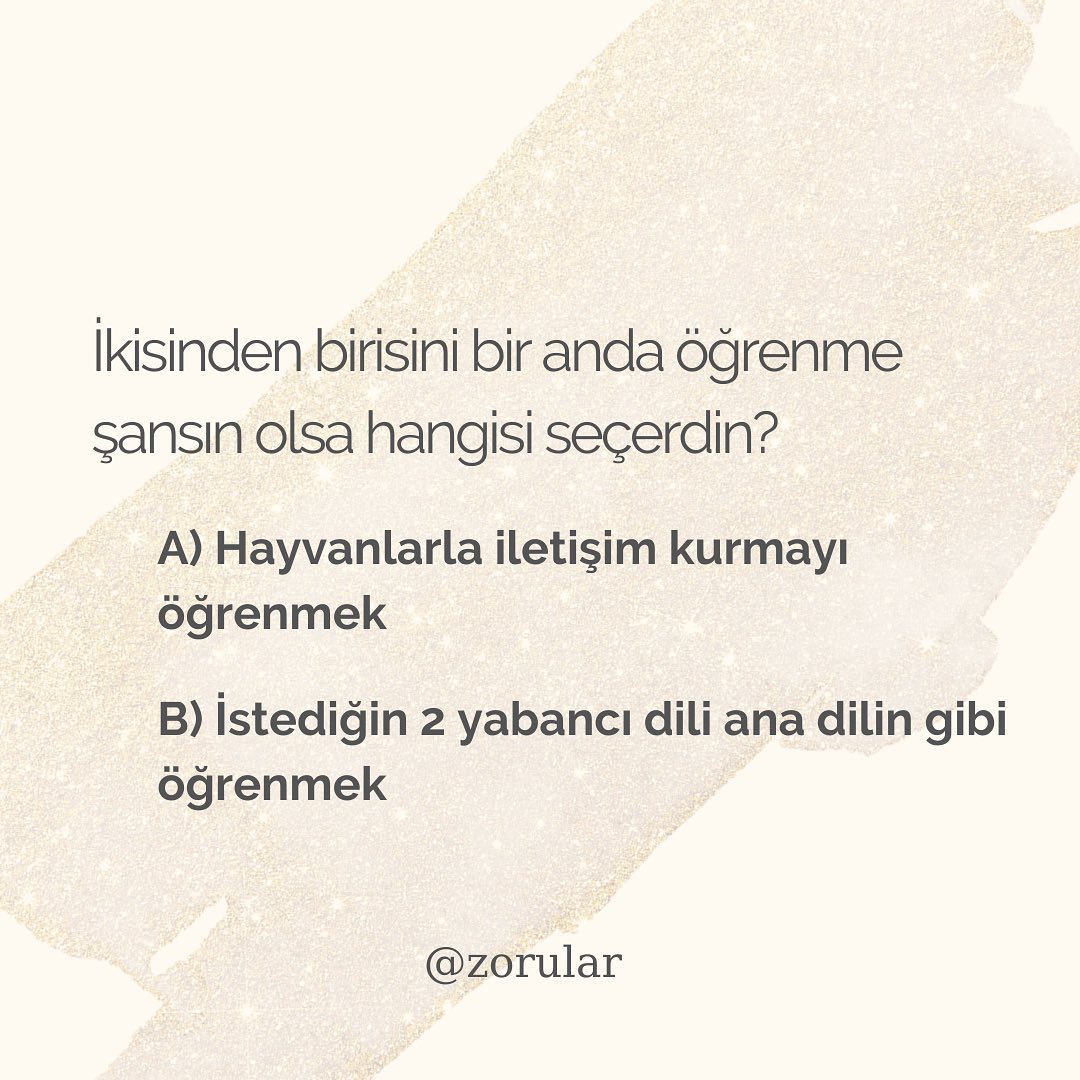 İkisinden birisini bir anda öğrenme
şansın olsa hangisi seçerdin?
A) Hayvanlarla iletişim kurmayı
öğrenmek
B) İstediğin 2 yabancı dili ana dilin gibi
öğrenmek
@zorular